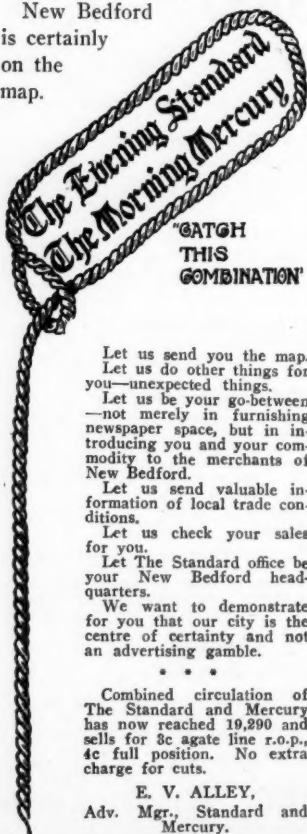 New Bedford
is certainly
on the
map.
The Evening Standard
The Morning Mercury
"CATCH
THIS
COMBINATION"
Let us send you the map.
Let us do other things for
you—unexpected things.
Let us be your go-between
—not merely in furnishing
newspaper space, but in in-
troducing you and your com-
modity to the merchants of
New Bedford.
Let us send valuable in-
formation of local trade con-
ditions.
Let us check your sales
for you.
Let The Standard office be
your New Bedford head-
quarters.
We want to demonstrate
for you that our city is the
centre of certainty and not
an advertising gamble.
* * *
Combined circulation of
The Standard and Mercury
has now reached 19,290 and
sells for 3c agate line r.o.p.,
4c full position. No extra
charge for cuts.
E. V. ALLEY,
Adv. Mgr., Standard and
Mercury.